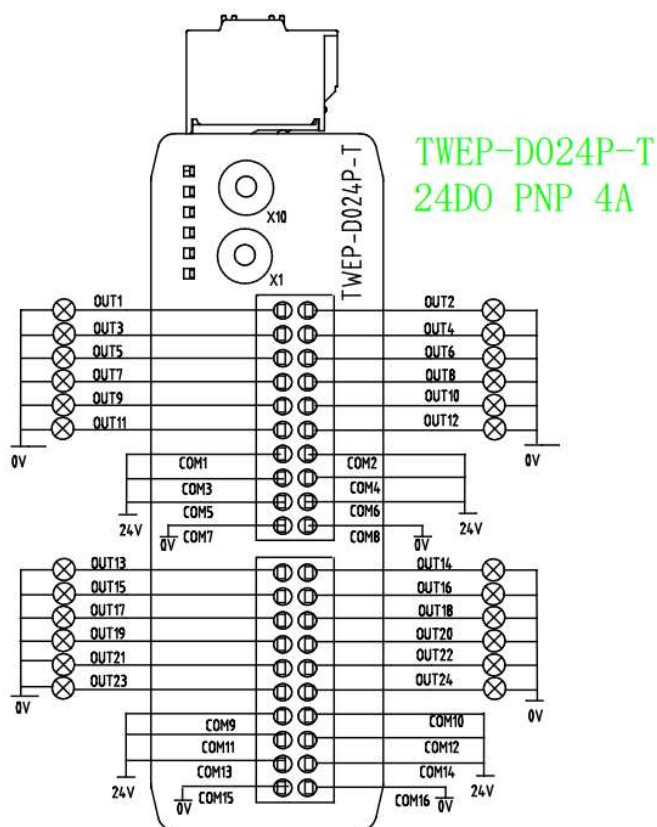 TWEP-DO24P-T
24DO PNP 4A
TWEP-DO24P-T
X10
X1
OUT1
OUT2
OUT3
OUT4
OUT5
OUT6
OUT7
OUT8
OUT9
OUT10
OUT11
OUT12
0V
0V
COM1
COM2
COM3
COM4
24V
COM5
COM6
24V
0V
COM7
COM8
0V
OUT13
OUT14
OUT15
OUT16
OUT17
OUT18
OUT19
OUT20
OUT21
OUT22
OUT23
OUT24
0V
0V
COM9
COM10
COM11
COM12
COM13
COM14
24V
24V
0V
COM15
COM16
0V